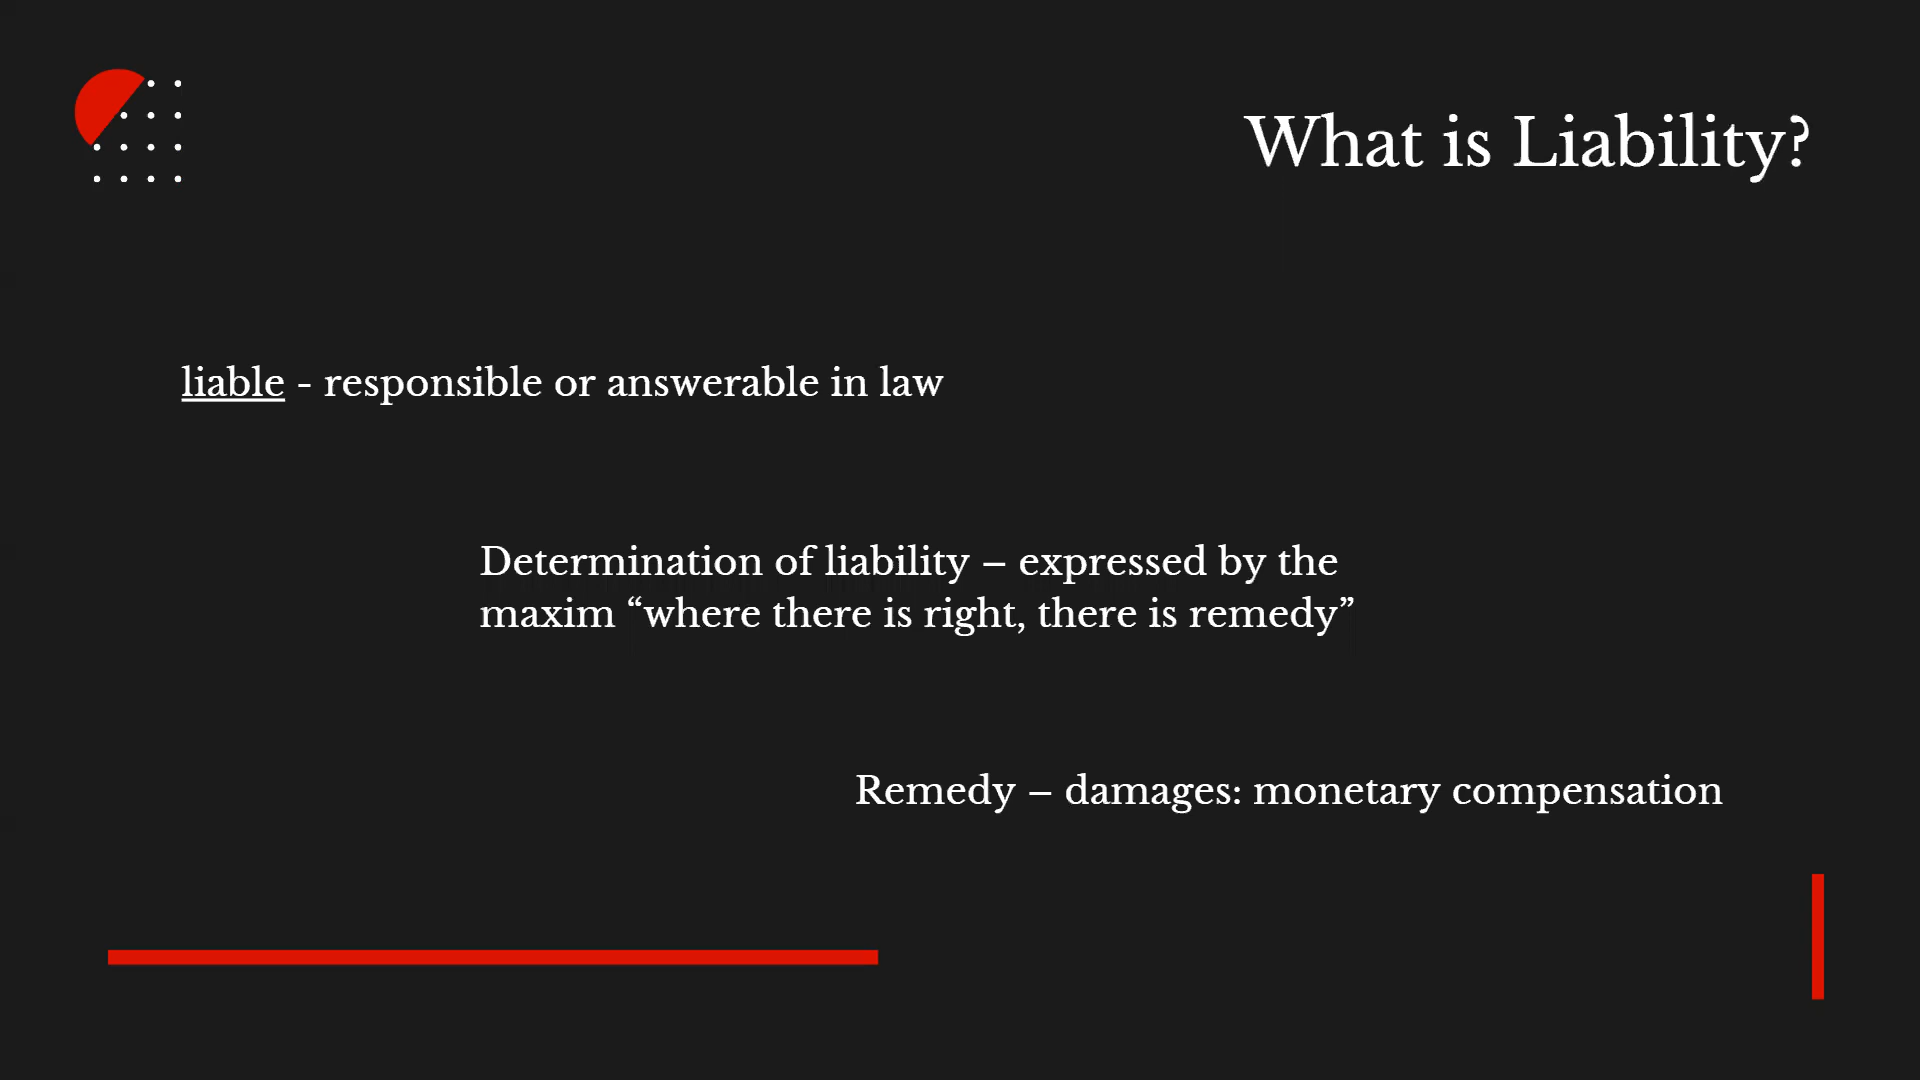 What is Liability?
liable - responsible or answerable in law
Determination of liability – expressed by the
maxim “where there is right, there is remedy”
Remedy – damages: monetary compensation